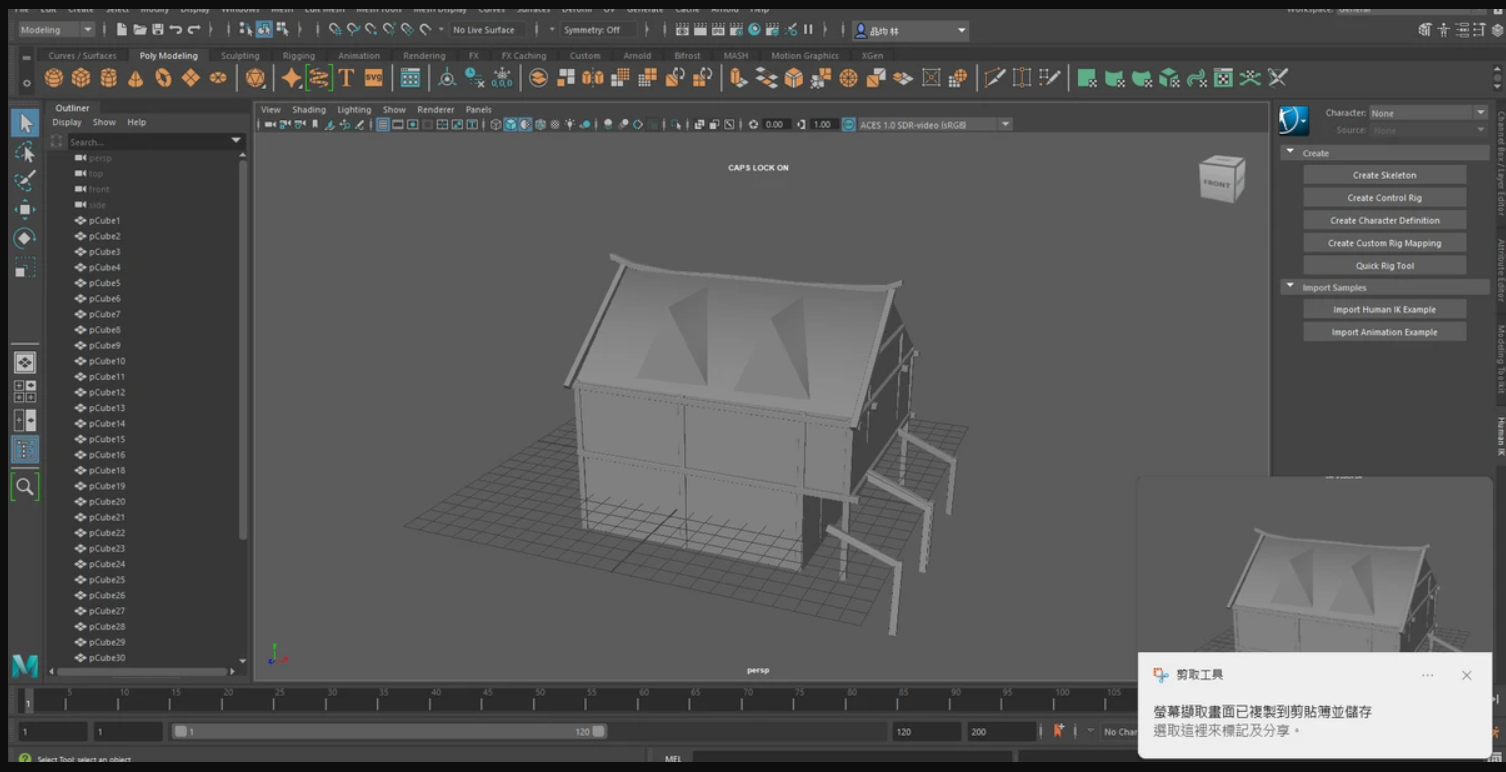 File Edit Create Select Modify Display Windows Mesh Edit Mesh Mesh Tools Mesh Display Curves Surfaces Deform UV Generate Cache Arnold Help
Workspace: General
Modeling
No Live Surface
Symmetry: Off
Curves / Surfaces Poly Modeling Sculpting Rigging Animation Rendering FX FX Caching Custom Arnold Bifrost MASH Motion Graphics XGen
SVG
0,0,0
Outliner
Display Show Help
Search...
persp
top
front
side
pCube1
pCube2
pCube3
pCube4
pCube5
pCube6
pCube7
pCube8
pCube9
pCube10
pCube11
pCube12
pCube13
pCube14
pCube15
pCube16
pCube18
pCube19
pCube20
pCube21
pCube22
pCube23
pCube24
pCube25
pCube26
pCube27
pCube28
pCube29
pCube30
View Shading Lighting Show Renderer Panels
0.00
1.00
ACES 1.0 SDR-video (sRGB)
CAPS LOCK ON
FRONT
persp
Character: None
Source: None
Create
Create Skeleton
Create Control Rig
Create Character Definition
Create Custom Rig Mapping
Quick Rig Tool
Import Samples
Import Human IK Example
Import Animation Example
Channel Box / Layer Editor
Attribute Editor
Modeling Toolkit
Human IK
剪取工具
螢幕擷取畫面已複製到剪貼簿並儲存
選取這裡來標記及分享。
1 5 10 15 20 25 30 35 40 45 50 55 60 65 70 75 80 85 90 95 100 105
1
1
1
120
120
200
No Char
Select Tool: select an object
MEL